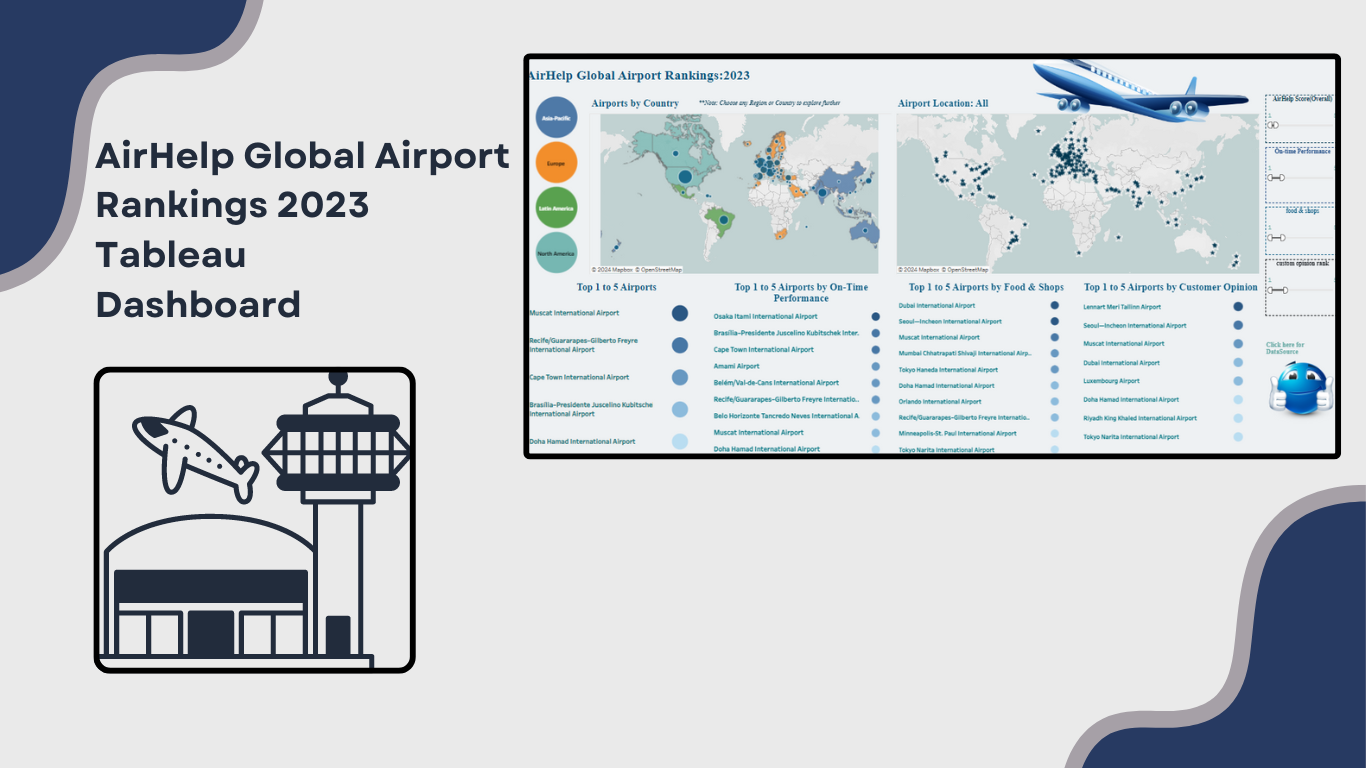 AirHelp Global Airport
Rankings 2023
Tableau
Dashboard
AirHelp Global Airport Rankings:2023
Asia-Pacific
Europe
Latin America
North America
Airports by Country
**Note: Choose any Region or Country to explore further
© 2024 Mapbox © OpenStreetMap
Airport Location: All
© 2024 Mapbox © OpenStreetMap
AirHelp Score(Overall)
On-time Performance
food & shops
custom opinion rank
Top 1 to 5 Airports
Muscat International Airport
Recife/Guararapes–Gilberto Freyre
International Airport
Cape Town International Airport
Brasília–Presidente Juscelino Kubitsche
International Airport
Doha Hamad International Airport
Top 1 to 5 Airports by On-Time
Performance
Osaka Itami International Airport
Brasília–Presidente Juscelino Kubitschek Inter.
Cape Town International Airport
Amami Airport
Belém/Val-de-Cans International Airport
Recife/Guararapes–Gilberto Freyre Internatio..
Belo Horizonte Tancredo Neves International A
Muscat International Airport
Doha Hamad International Airport
Top 1 to 5 Airports by Food & Shops
Dubai International Airport
Seoul—Incheon International Airport
Muscat International Airport
Mumbai Chhatrapati Shivaji International Airp..
Tokyo Haneda International Airport
Doha Hamad International Airport
Orlando International Airport
Recife/Guararapes–Gilberto Freyre Internatio..
Minneapolis-St. Paul International Airport
Tokyo Narita International Airport
Top 1 to 5 Airports by Customer Opinion
Lennart Meri Tallinn Airport
Seoul—Incheon International Airport
Muscat International Airport
Dubai International Airport
Luxembourg Airport
Doha Hamad International Airport
Riyadh King Khaled International Airport
Tokyo Narita International Airport
Click here for
DataSource